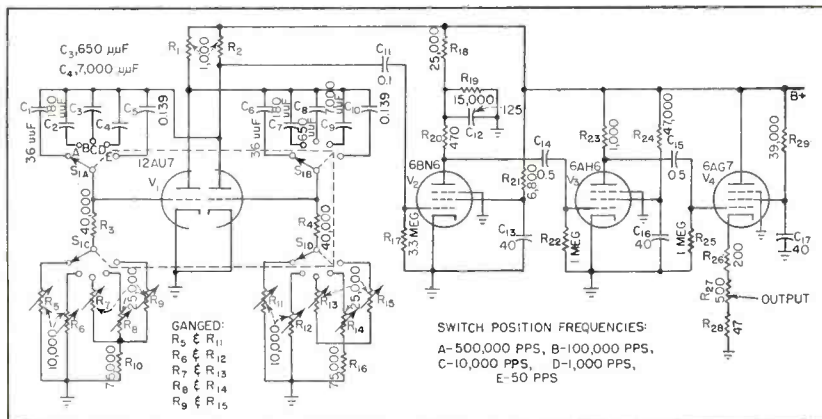 C3, 650 µµF
C4, 7,000 µµF
R1
1,000
R2
C11
0.1
25,000
R18
R19
15,000
.125
C12
R20
470
B+
C1
180 µµF
C2
C3
C4
C5
0.139
36 µµF
A
B
C
D
E
S1A
C6
180 µµF
C7
C8
650 µµF
7,000 µµF
C9
C10
0.139
36 µµF
S1B
12AU7
V1
40,000
R3
40,000
R4
S1C
S1D
6BN6
V2
R17
3.3 MEG
R21
6,800
C13
40
C14
0.5
R22
1 MEG
R23
1,000
R24
47,000
6AH6
V3
C16
40
C15
0.5
1 MEG
R25
6AG7
V4
39,000
R29
C17
40
R26
200
R27
500
OUTPUT
R28
47
R5
10,000
R6
R7
25,000
R8
R9
75,000
R10
R11
10,000
R12
R13
25,000
R14
R15
75,000
R16
GANGED:
R5 & R11
R6 & R12
R7 & R13
R8 & R14
R9 & R15
SWITCH POSITION FREQUENCIES:
A-500,000 PPS, B-100,000 PPS,
C-10,000 PPS, D-1,000 PPS,
E-50 PPS